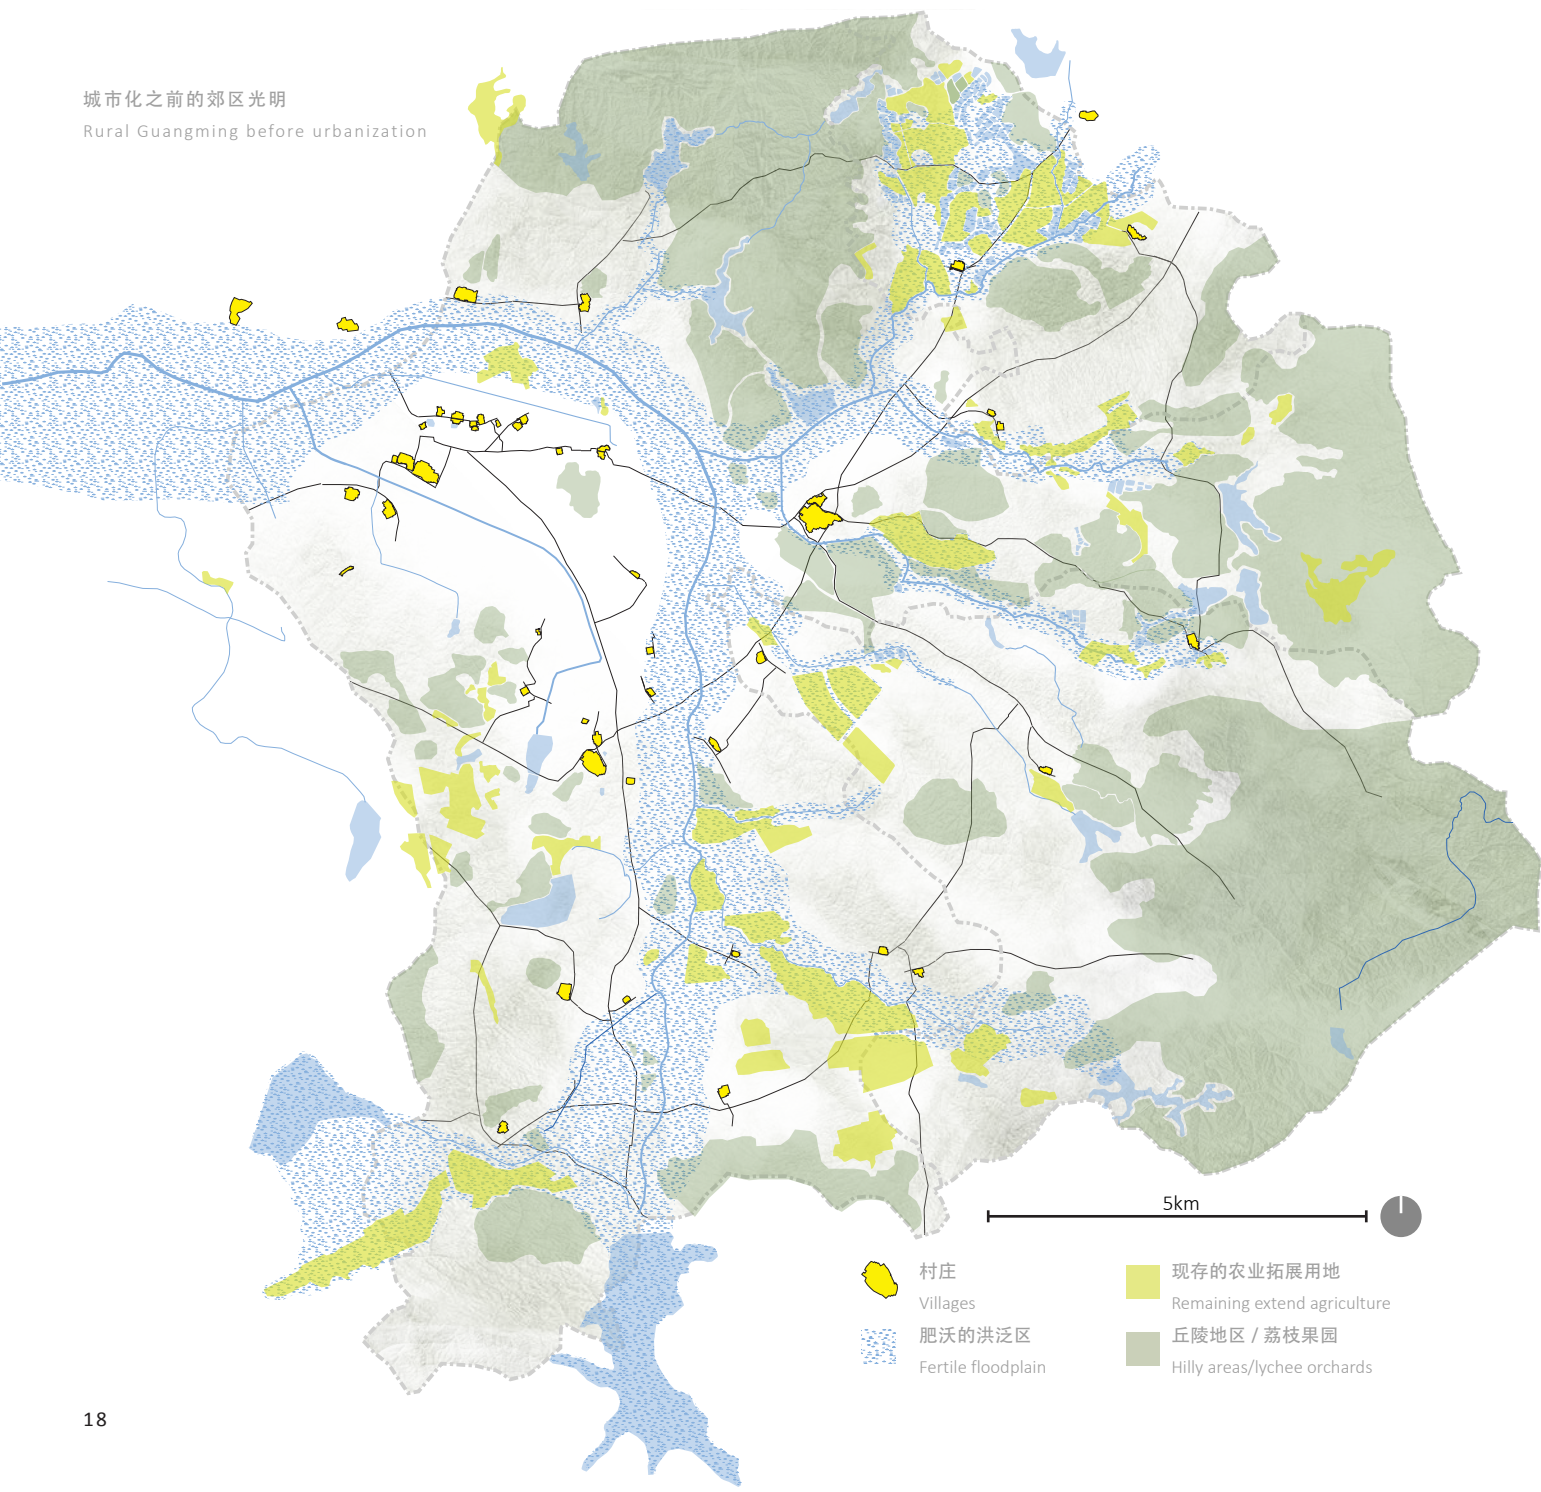 城市化之前的郊区光明
Rural Guangming before urbanization
5km
村庄
Villages
现存的农业拓展用地
Remaining extend agriculture
肥沃的洪泛区
Fertile floodplain
丘陵地区 / 荔枝果园
Hilly areas/lychee orchards
18